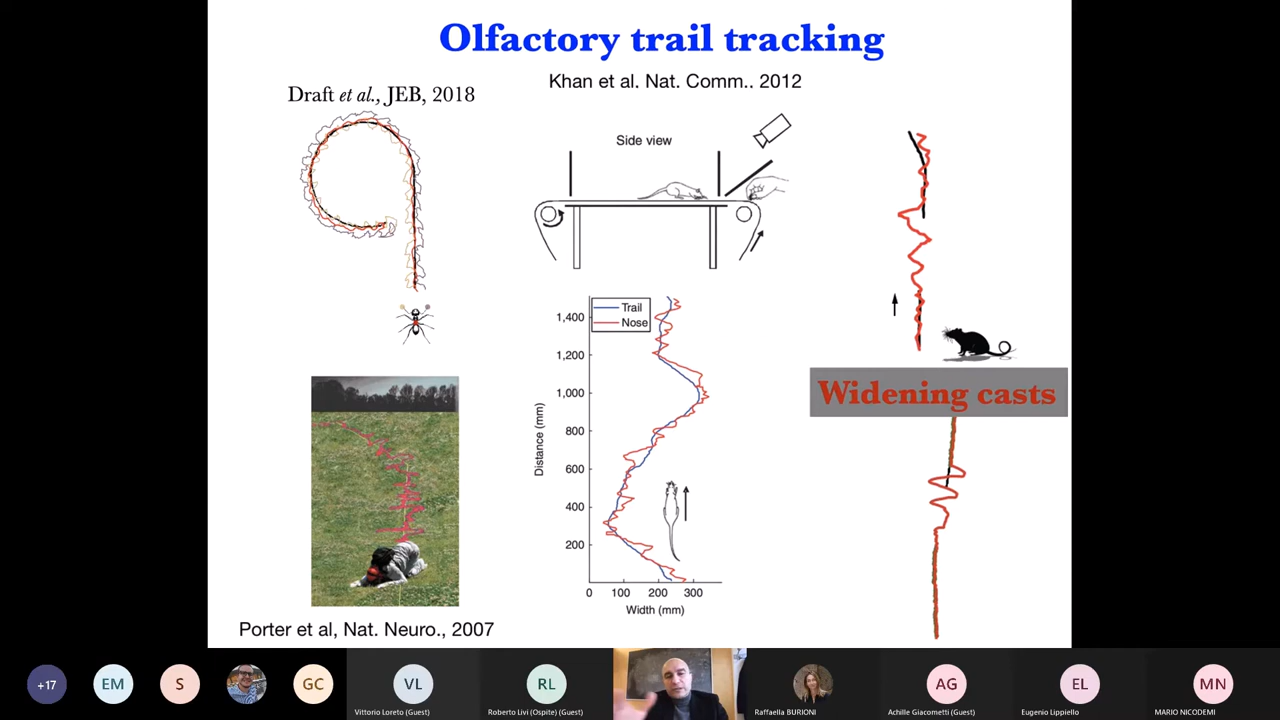 Olfactory trail tracking
Khan et al. Nat. Comm.. 2012
Draft et al., JEB, 2018
Side view
Trail
Nose
1,400
1,200
1,000
800
600
400
200
Distance (mm)
0 100 200 300
Width (mm)
Widening casts
Porter et al, Nat. Neuro., 2007
+17
EM
S
GC
VL
Vittorio Loreto (Guest)
RL
Roberto Livi (Ospite) (Guest)
Raffaella BURIONI
AG
Achille Giacometti (Guest)
EL
Eugenio Lippiello
MN
MARIO NICODEMI